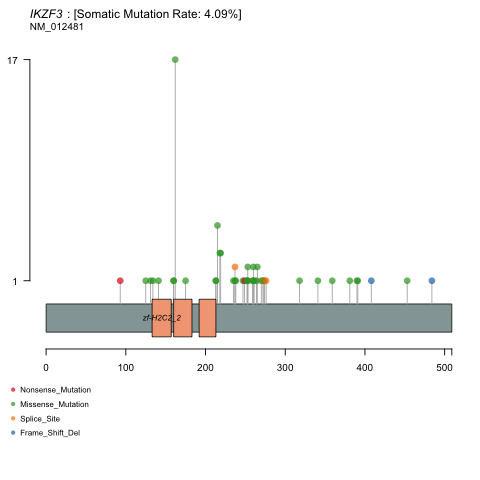 IKZF3 : [Somatic Mutation Rate: 4.09%]
NM_012481
17
1
zf-H2C2_2
0 100 200 300 400 500
Nonsense_Mutation
Missense_Mutation
Splice_Site
Frame_Shift_Del